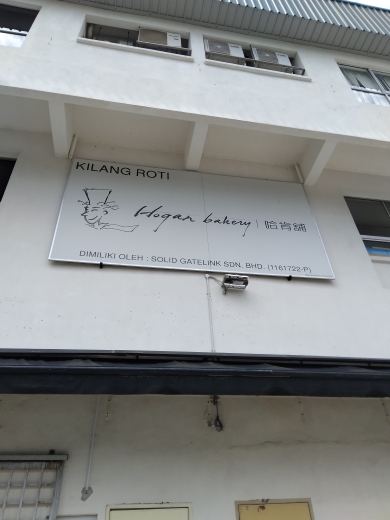 KILANG ROTI
Hogan bakery | 哈肯舖
DIMILIKI OLEH : SOLID GATELINK SDN. BHD. (1161722-P)